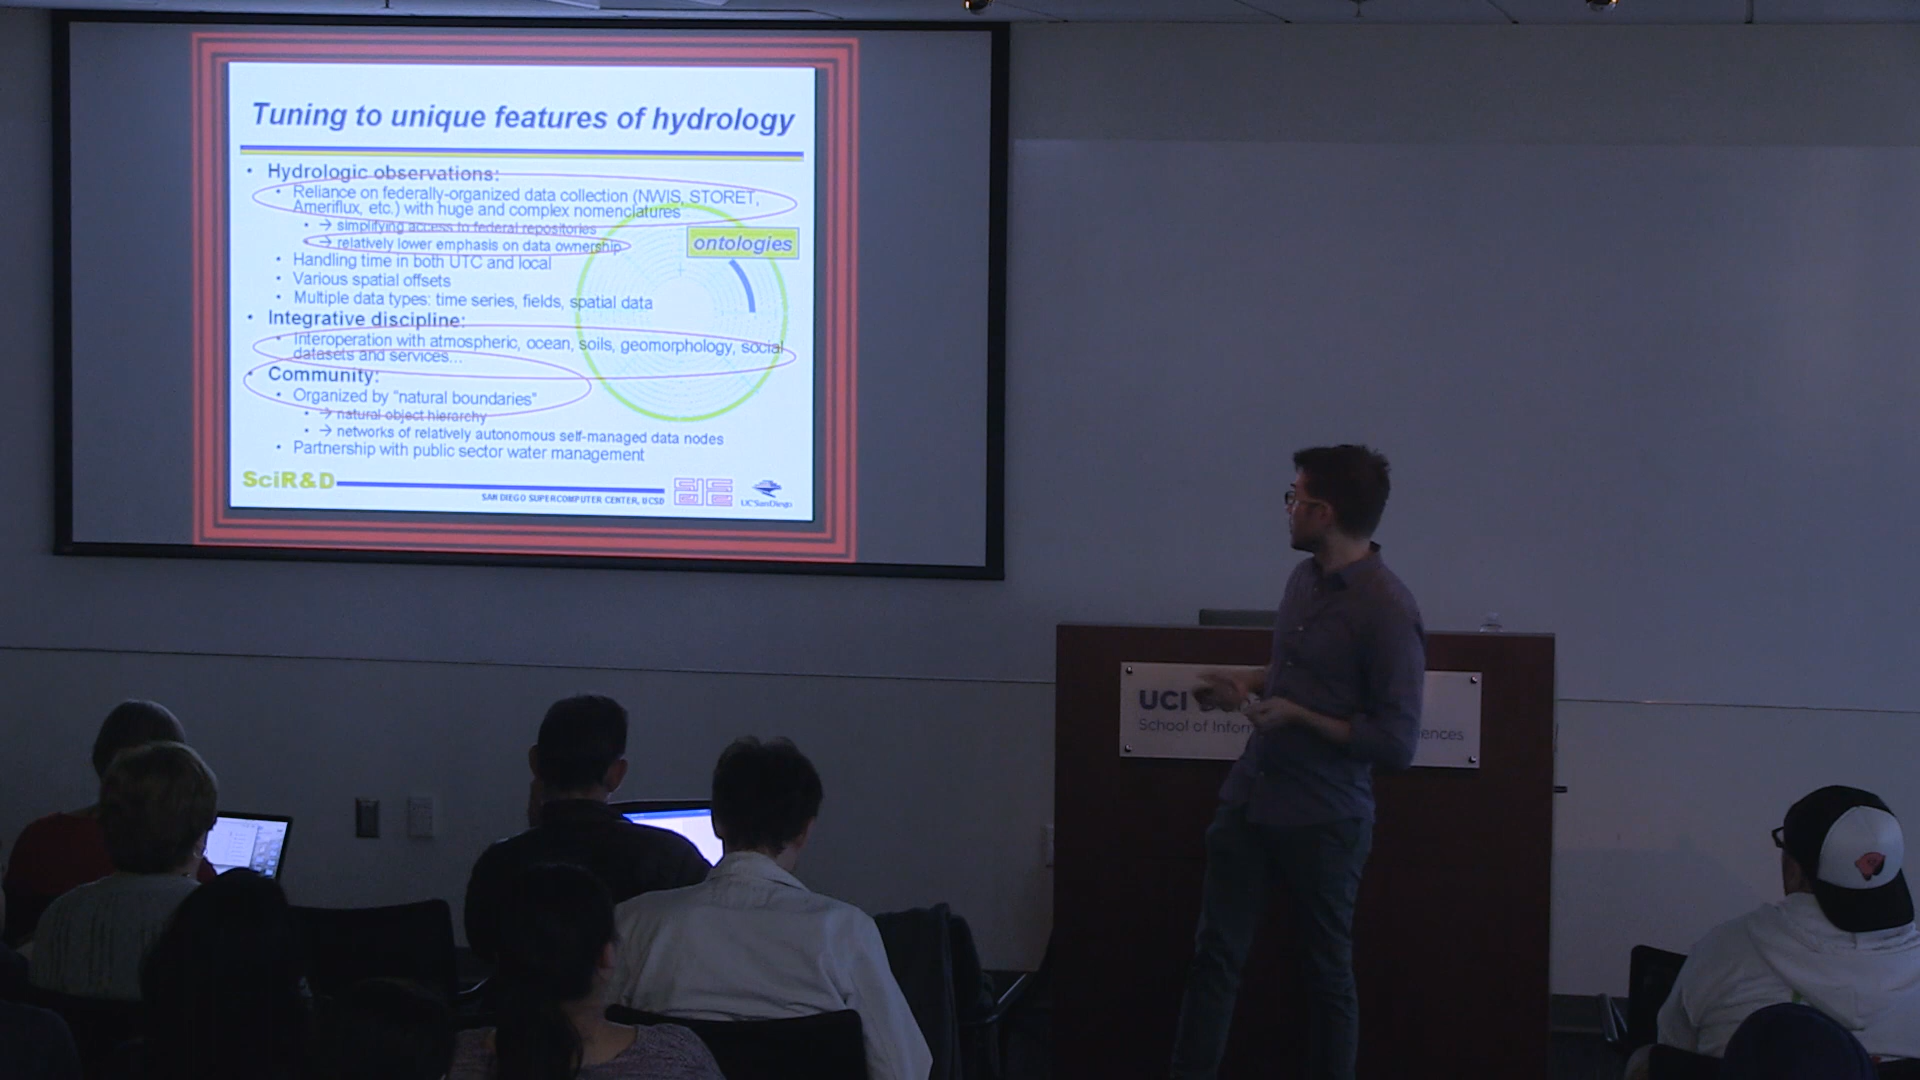 Tuning to unique features of hydrology
• Hydrologic observations:
• Reliance on federally-organized data collection (NWIS, STORET,
Ameriflux, etc.) with huge and complex nomenclatures
• → simplifying access to federal repositories
• → relatively lower emphasis on data ownership
ontologies
• Handling time in both UTC and local
• Various spatial offsets
• Multiple data types: time series, fields, spatial data
• Integrative discipline:
• Interoperation with atmospheric, ocean, soils, geomorphology, social
datasets and services...
• Community:
• Organized by "natural boundaries"
• → natural object hierarchy
• → networks of relatively autonomous self-managed data nodes
• Partnership with public sector water management
SciR&D
SAN DIEGO SUPERCOMPUTER CENTER, UCSD
UC San Diego
UCI
School of Infor
ences